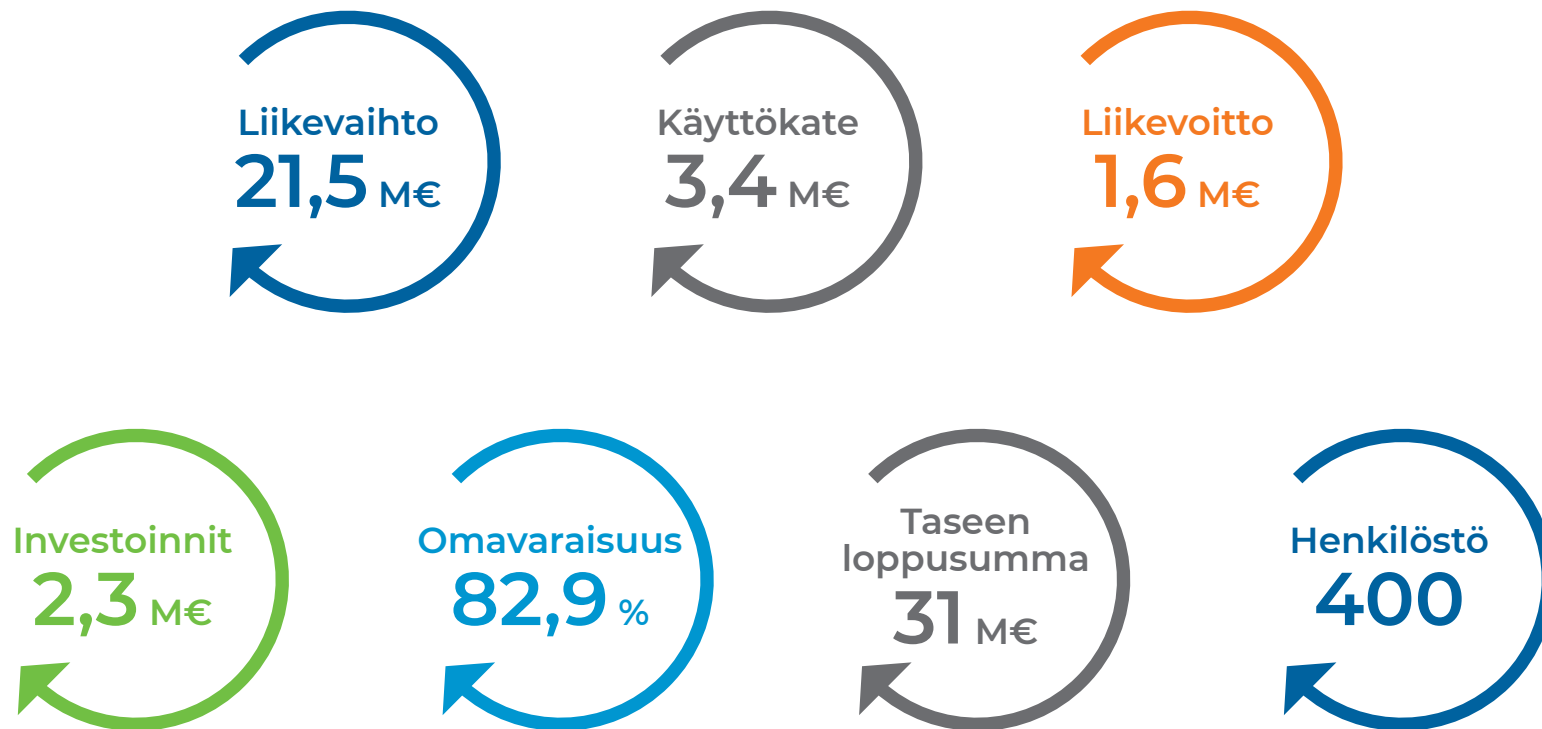 Liikevaihto
21,5 M€
Käyttökate
3,4 M€
Liikevoitto
1,6 M€
Investoinnit
2,3 M€
Omavaraisuus
82,9 %
Taseen
loppusumma
31 M€
Henkilöstö
400